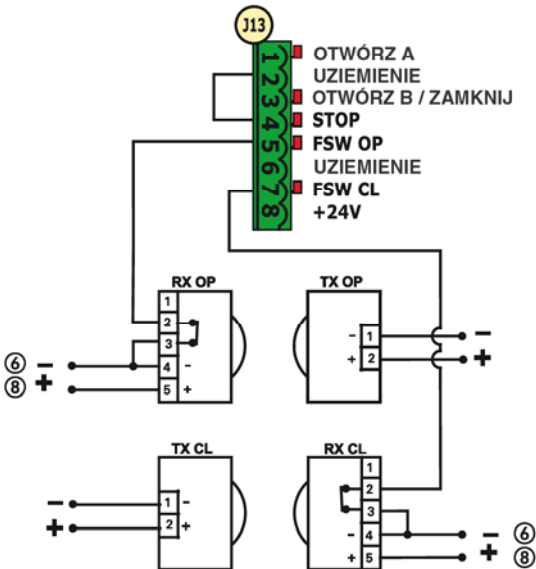 J13
1 OTWÓRZ A
2 UZIEMIENIE
3 OTWÓRZ B / ZAMKNIJ
4 STOP
5 FSW OP
6 UZIEMIENIE
7 FSW CL
8 +24V
RX OP
1
2
3
4 -
5 +
⑥ -
⑧ +
TX OP
- 1 -
+ 2 +
TX CL
- 1 -
+ 2 +
RX CL
1
2
3
- 4 - ⑥
+ 5 + ⑧